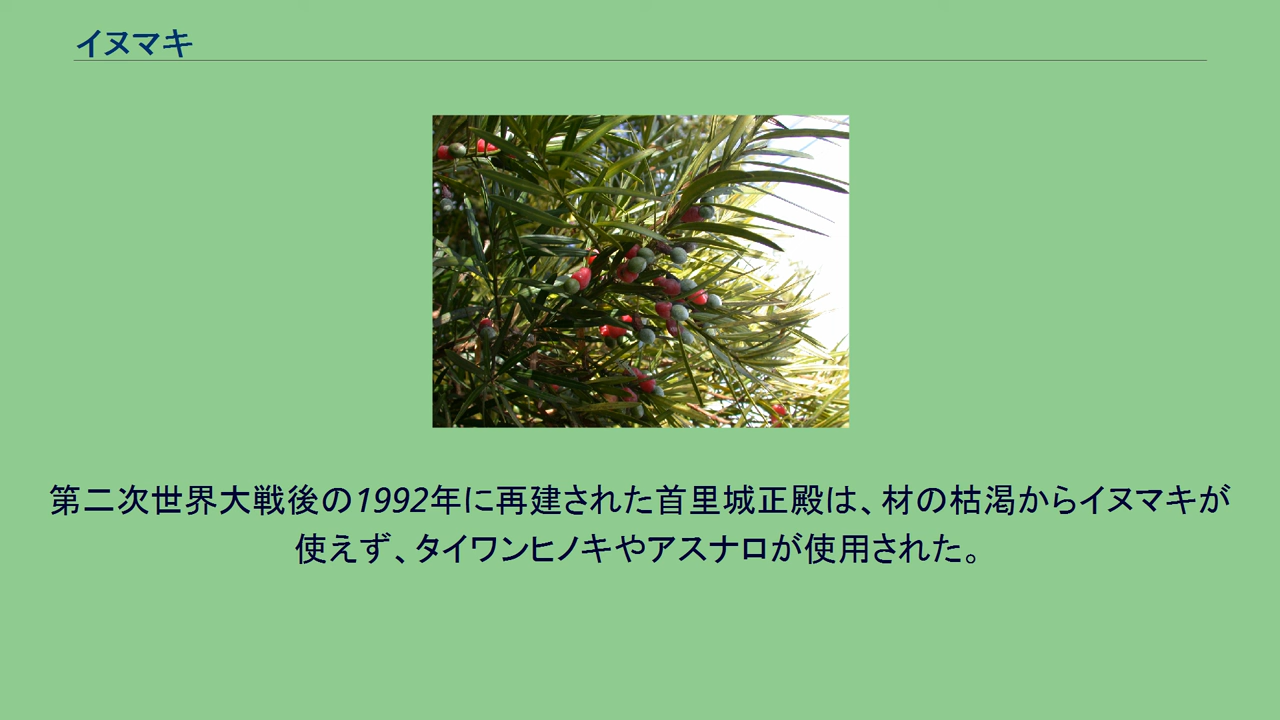 イヌマキ
第二次世界大戦後の1992年に再建された首里城正殿は、材の枯渇からイヌマキが
使えず、タイワンヒノキやアスナロが使用された。